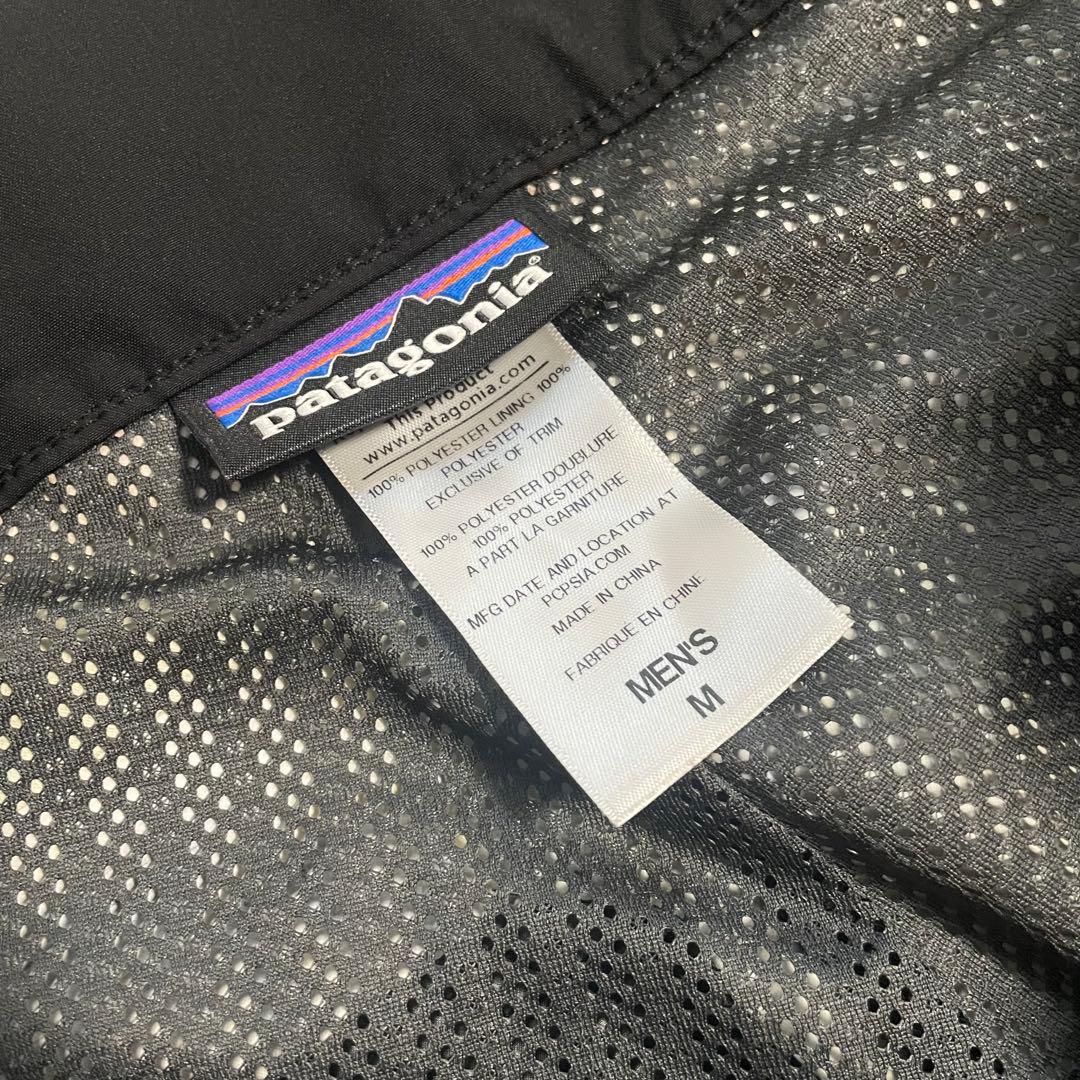 patagonia®
This Product
www.patagonia.com
100% POLYESTER LINING 100%
POLYESTER
EXCLUSIVE OF TRIM
100% POLYESTER DOUBLURE
100% POLYESTER
A PART LA GARNITURE
MFG DATE AND LOCATION AT
PCPSIA.COM
MADE IN CHINA
FABRIQUE EN CHINE
MEN'S
M